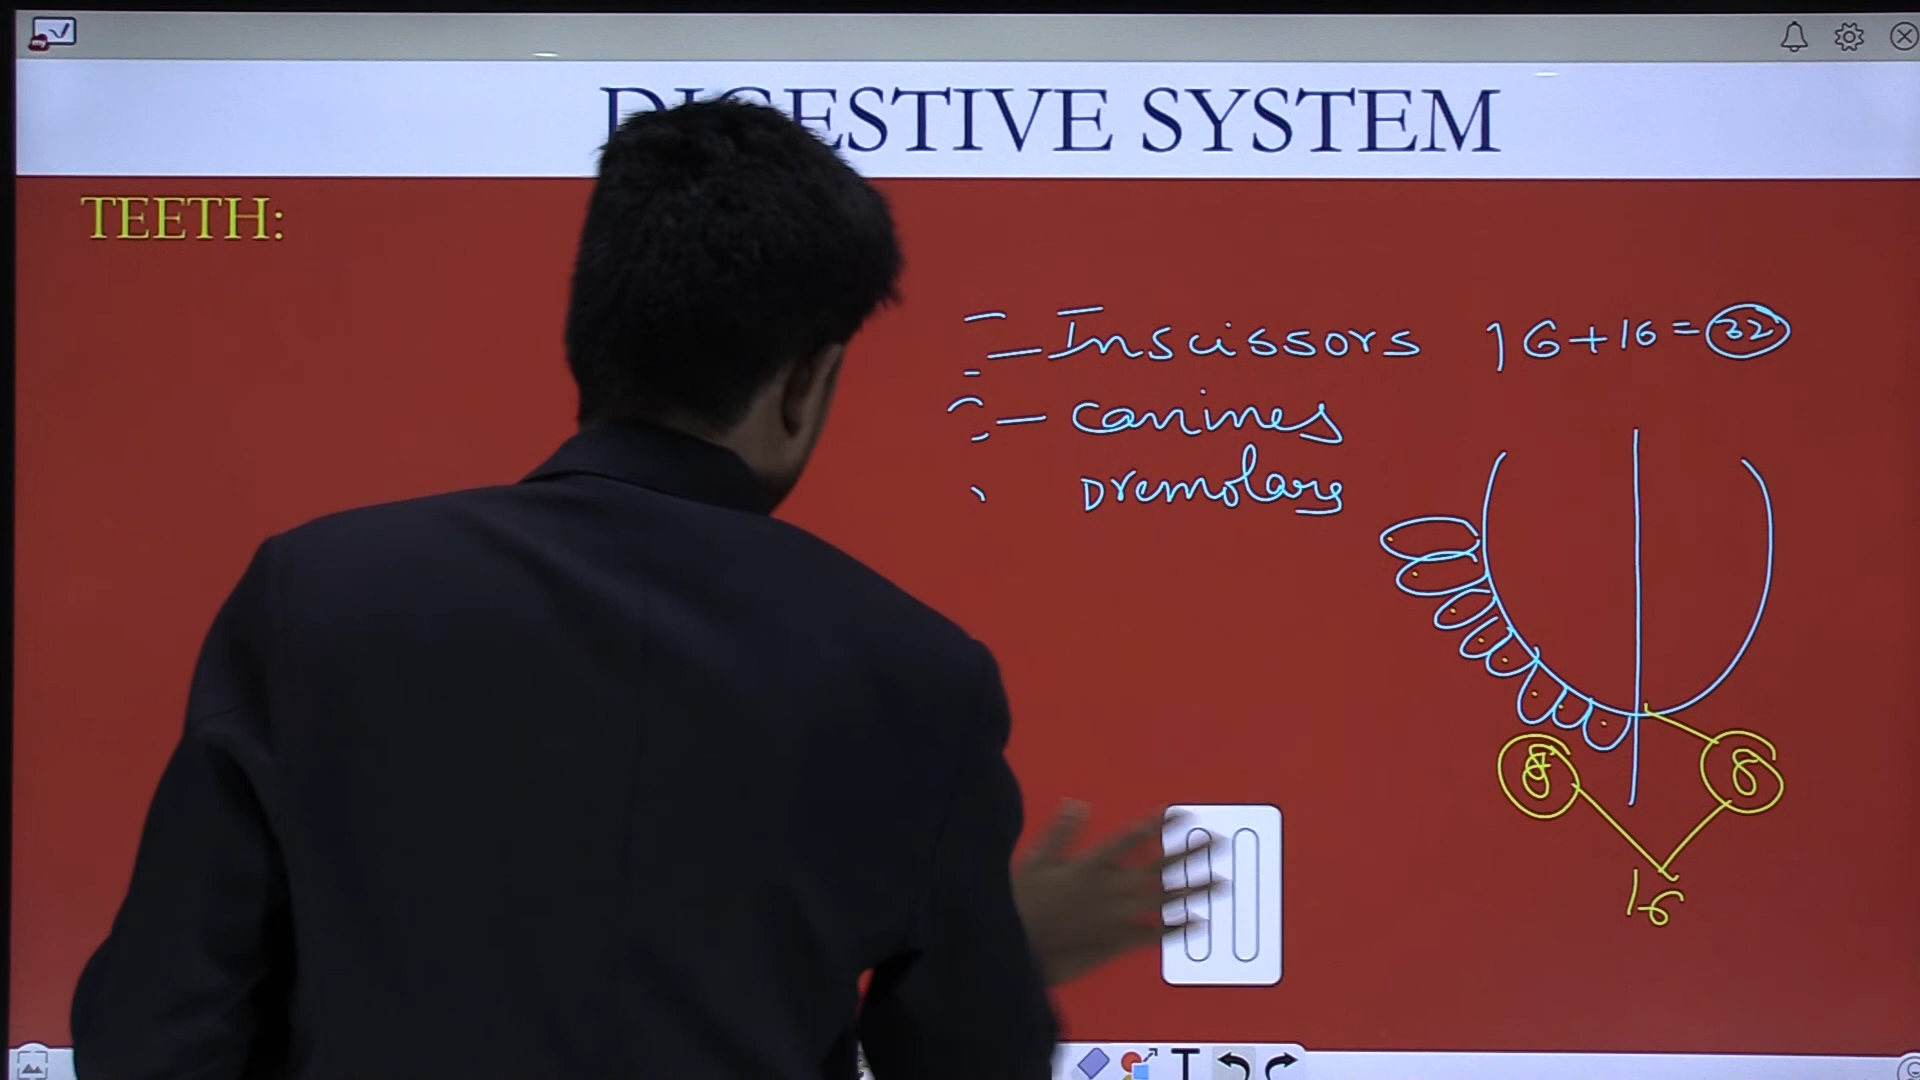 DIGESTIVE SYSTEM
TEETH:
Inscissors 16+16=32
canines
premolars
8 8
16
T